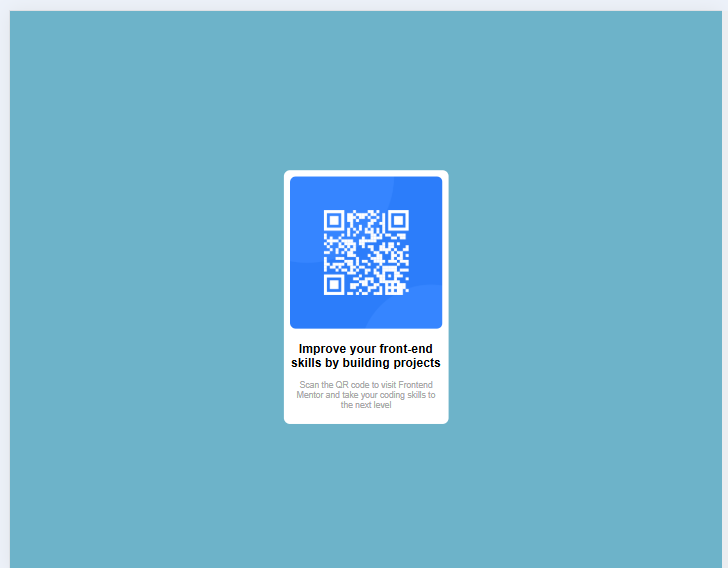 Improve your front-end
skills by building projects
Scan the QR code to visit Frontend
Mentor and take your coding skills to
the next level